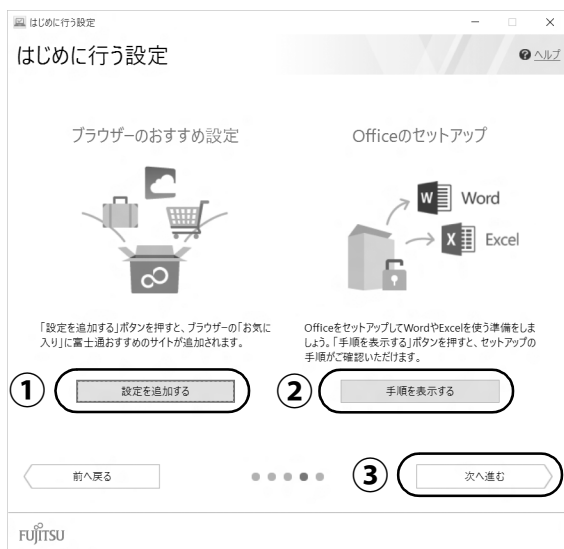 はじめに行う設定
はじめに行う設定
ヘルプ
ブラウザーのおすすめ設定
「設定を追加する」ボタンを押すと、ブラウザーの「お気に
入り」に富士通おすすめのサイトが追加されます。
① 設定を追加する
Officeのセットアップ
W Word
X Excel
OfficeをセットアップしてWordやExcelを使う準備をしま
しょう。「手順を表示する」ボタンを押すと、セットアップの
手順がご確認いただけます。
② 手順を表示する
前へ戻る
③ 次へ進む
FUJITSU